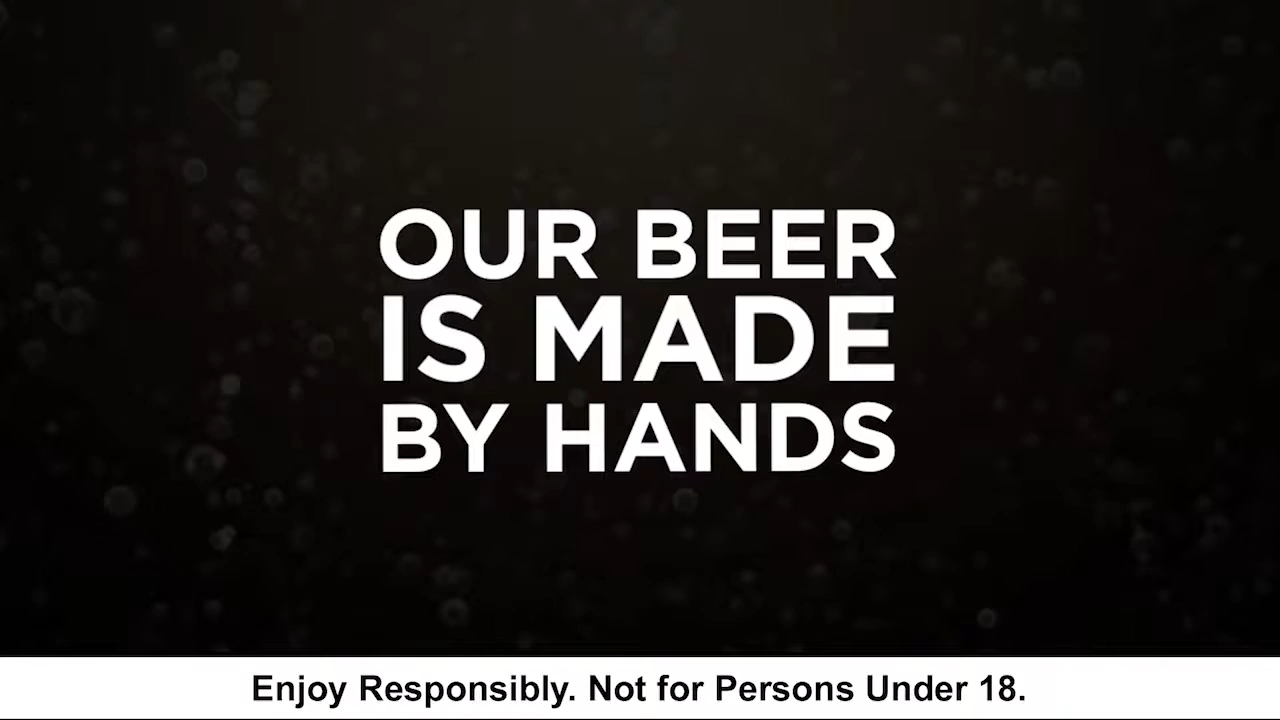 OUR BEER
IS MADE
BY HANDS
Enjoy Responsibly. Not for Persons Under 18.